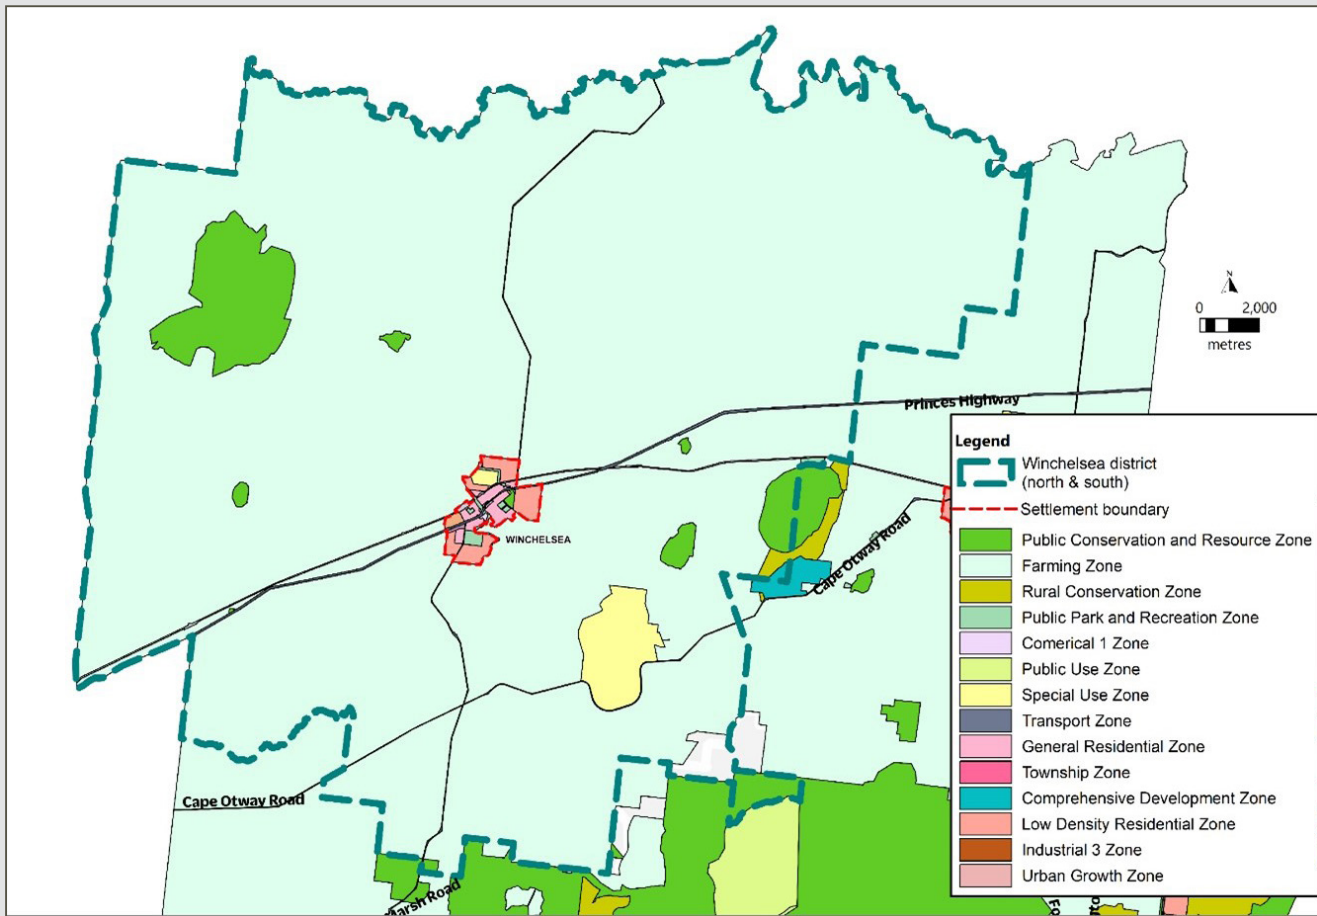 N
0 2,000
metres
Princes Highway
WINCHELSEA
Cape Otway Road
Cape Otway Road
Marsh Road
Legend
Winchelsea district
(north & south)
Settlement boundary
Public Conservation and Resource Zone
Farming Zone
Rural Conservation Zone
Public Park and Recreation Zone
Comerical 1 Zone
Public Use Zone
Special Use Zone
Transport Zone
General Residential Zone
Township Zone
Comprehensive Development Zone
Low Density Residential Zone
Industrial 3 Zone
Urban Growth Zone